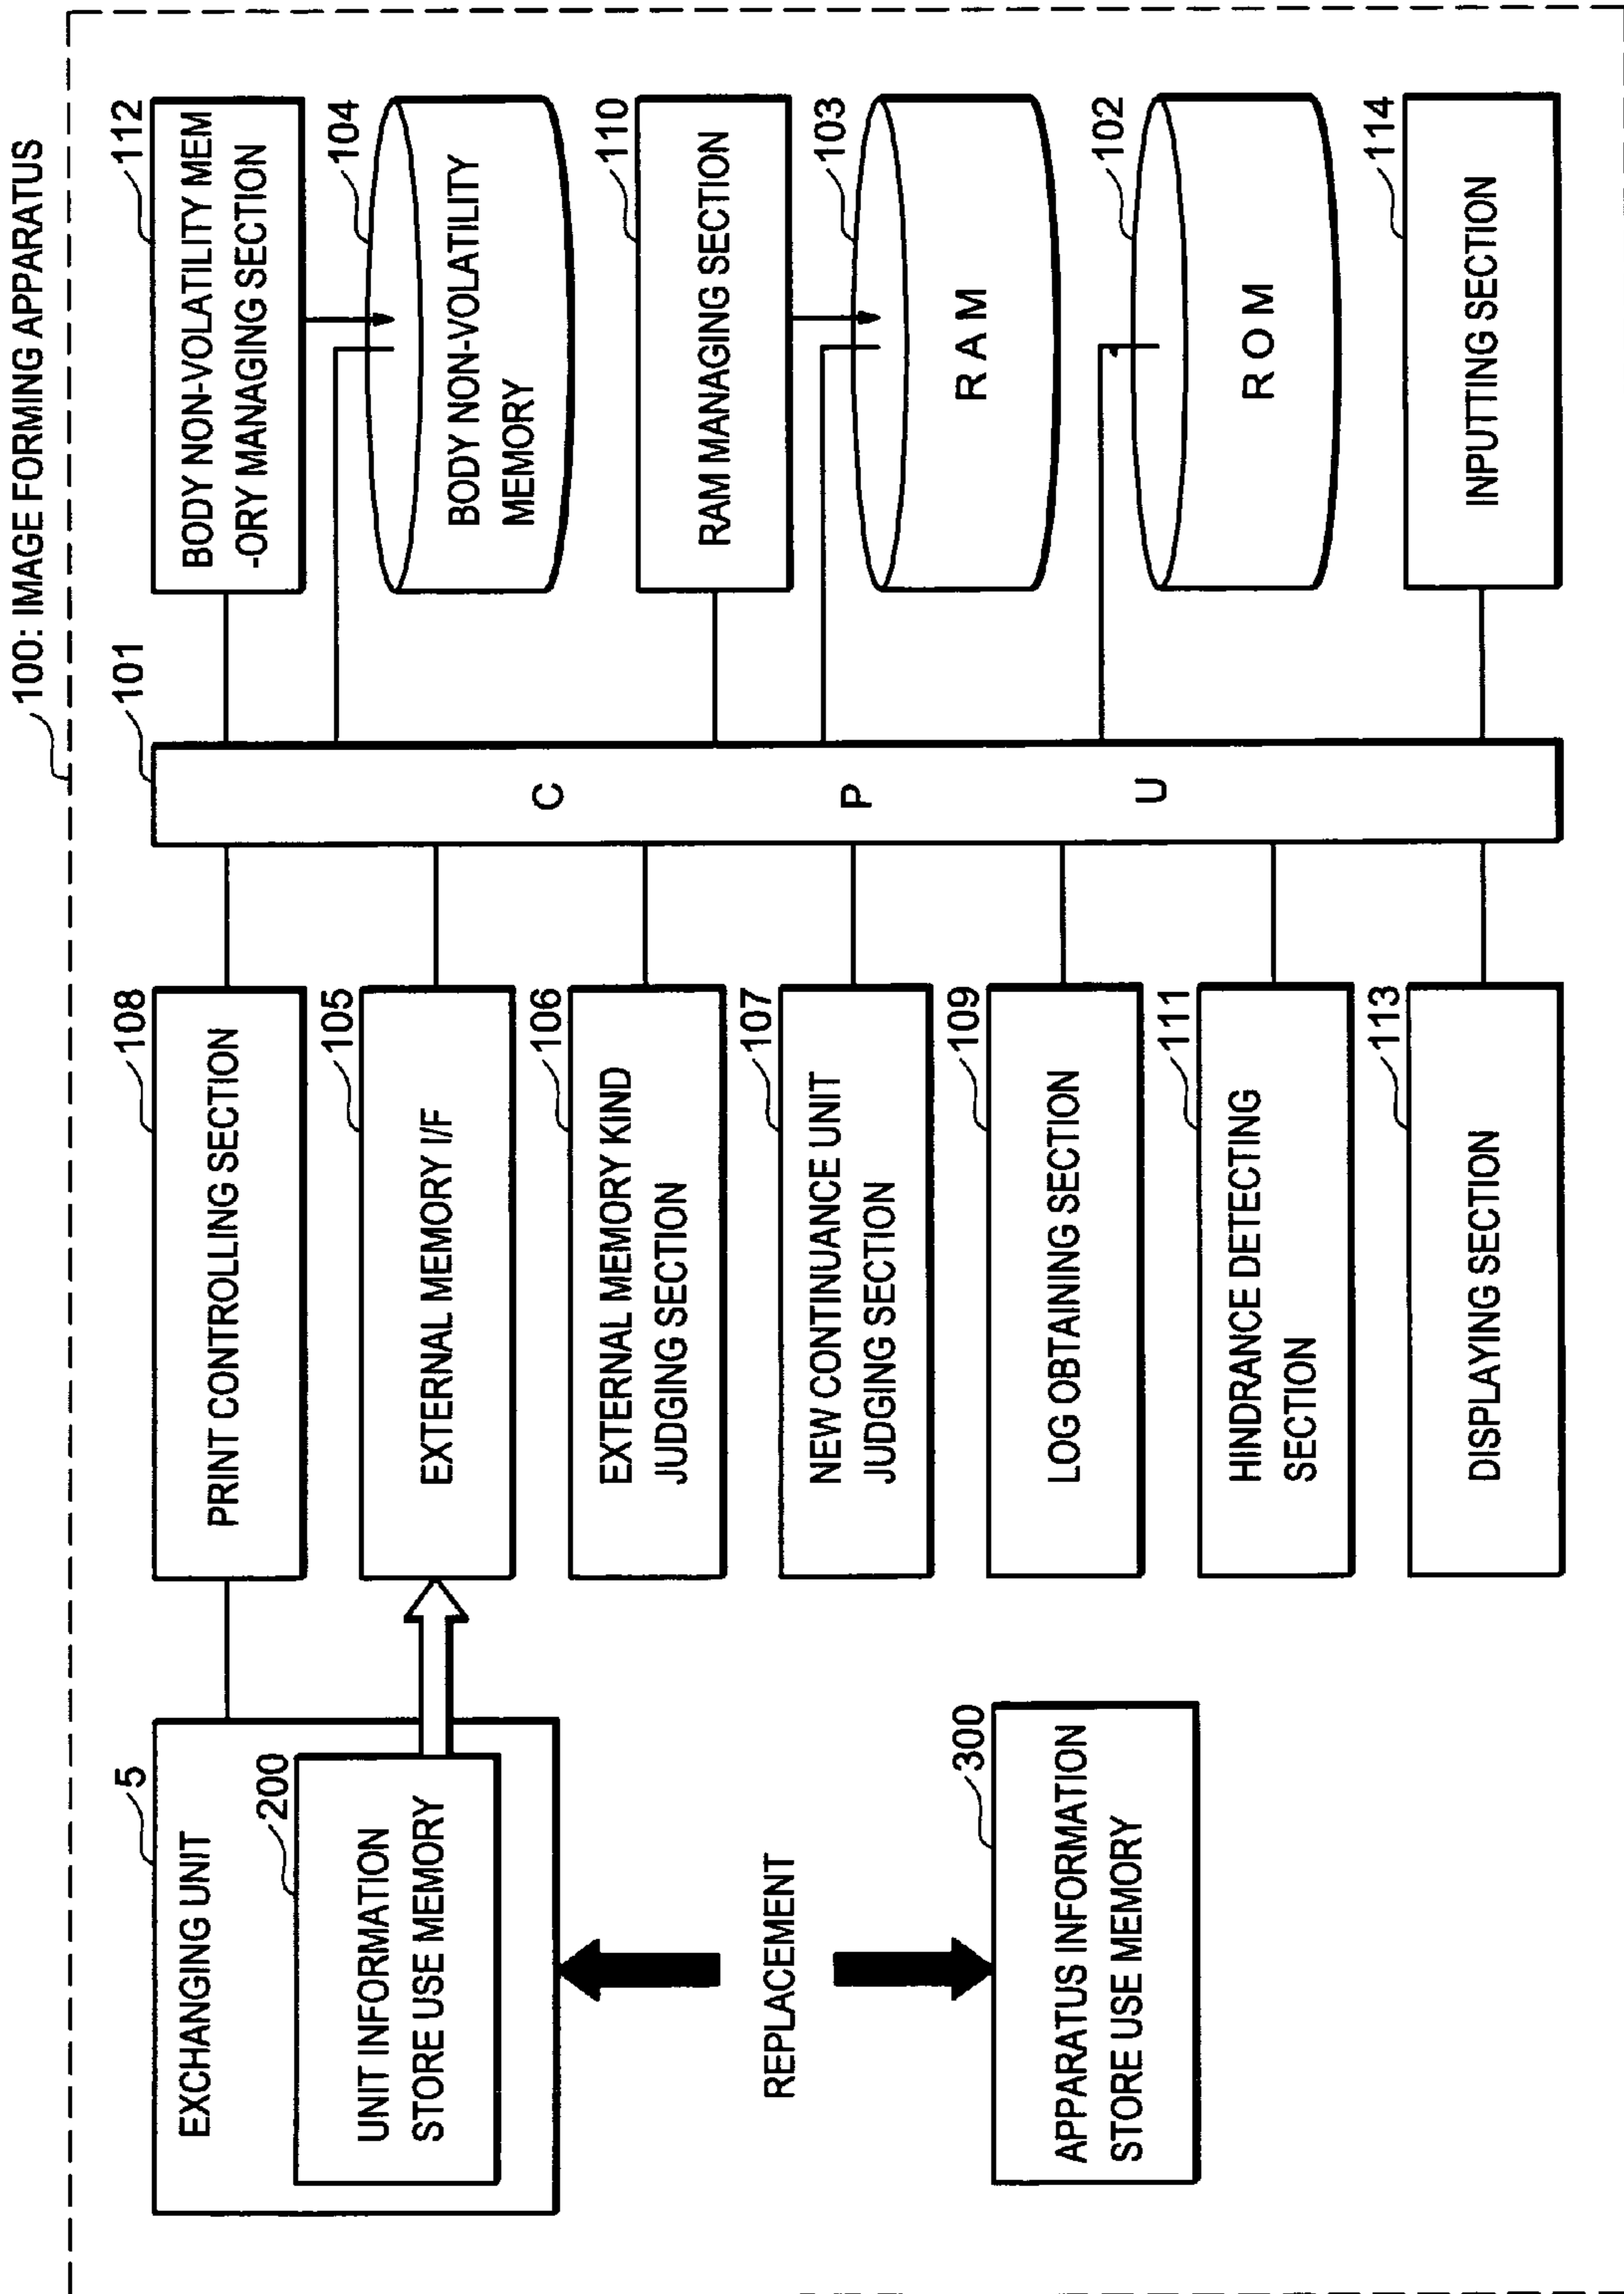 100: IMAGE FORMING APPARATUS
5
EXCHANGING UNIT
200
UNIT INFORMATION
STORE USE MEMORY
REPLACEMENT
300
APPARATUS INFORMATION
STORE USE MEMORY
108
PRINT CONTROLLING SECTION
105
EXTERNAL MEMORY I/F
106
EXTERNAL MEMORY KIND
JUDGING SECTION
107
NEW CONTINUANCE UNIT
JUDGING SECTION
109
LOG OBTAINING SECTION
111
HINDRANCE DETECTING
SECTION
113
DISPLAYING SECTION
101
C P U
112
BODY NON-VOLATILITY MEM
-ORY MANAGING SECTION
104
BODY NON-VOLATILITY
MEMORY
110
RAM MANAGING SECTION
103
R A M
102
R O M
114
INPUTTING SECTION